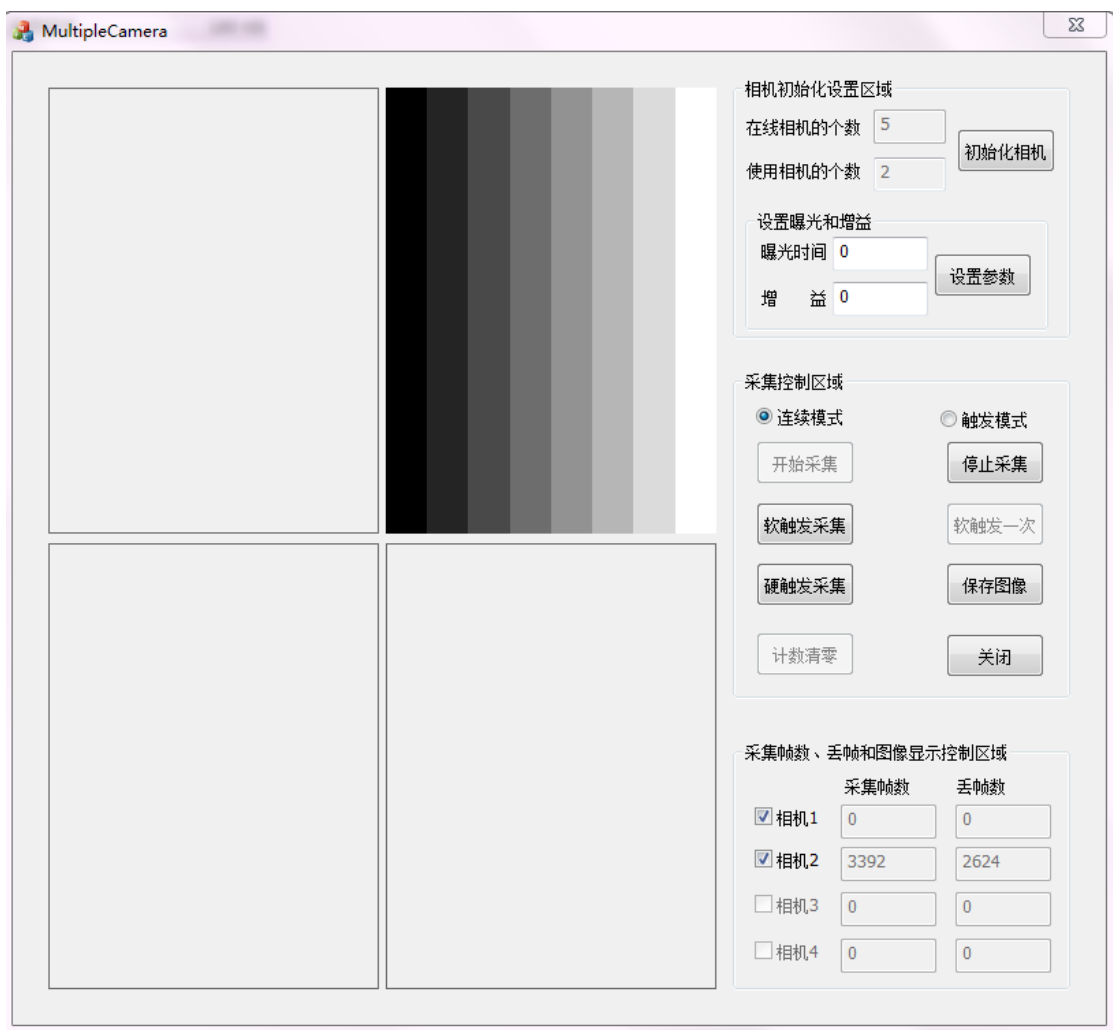 MultipleCamera
相机初始化设置区域
在线相机的个数 5
初始化相机
使用相机的个数 2
设置曝光和增益
曝光时间 0
设置参数
增 益 0
采集控制区域
连续模式 触发模式
开始采集 停止采集
软触发采集 软触发一次
硬触发采集 保存图像
计数清零 关闭
采集帧数、丢帧和图像显示控制区域
采集帧数 丢帧数
相机1 0 0
相机2 3392 2624
相机3 0 0
相机4 0 0